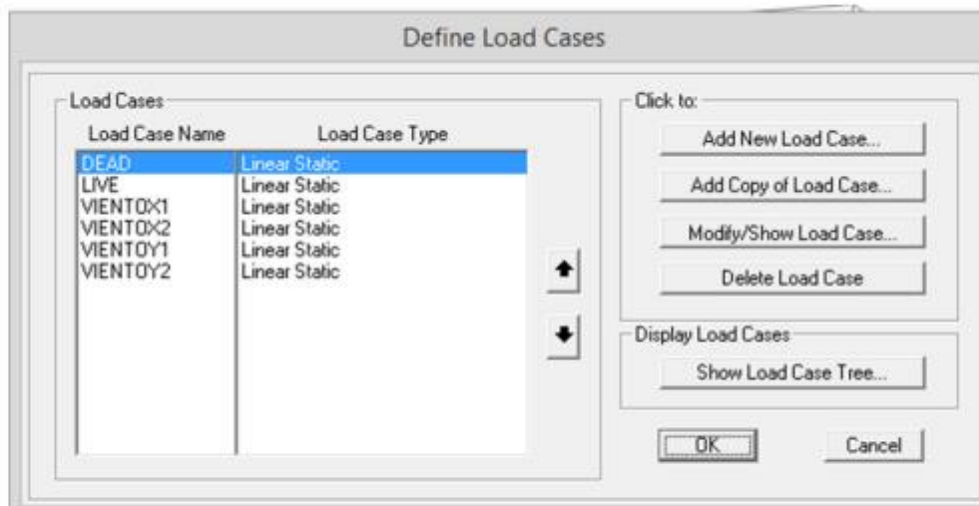 Define Load Cases
Load Cases
Load Case Name Load Case Type
DEAD Linear Static
LIVE Linear Static
VIENTOX1 Linear Static
VIENTOX2 Linear Static
VIENTOY1 Linear Static
VIENTOY2 Linear Static
Click to:
Add New Load Case...
Add Copy of Load Case...
Modify/Show Load Case...
Delete Load Case
Display Load Cases
Show Load Case Tree...
OK Cancel